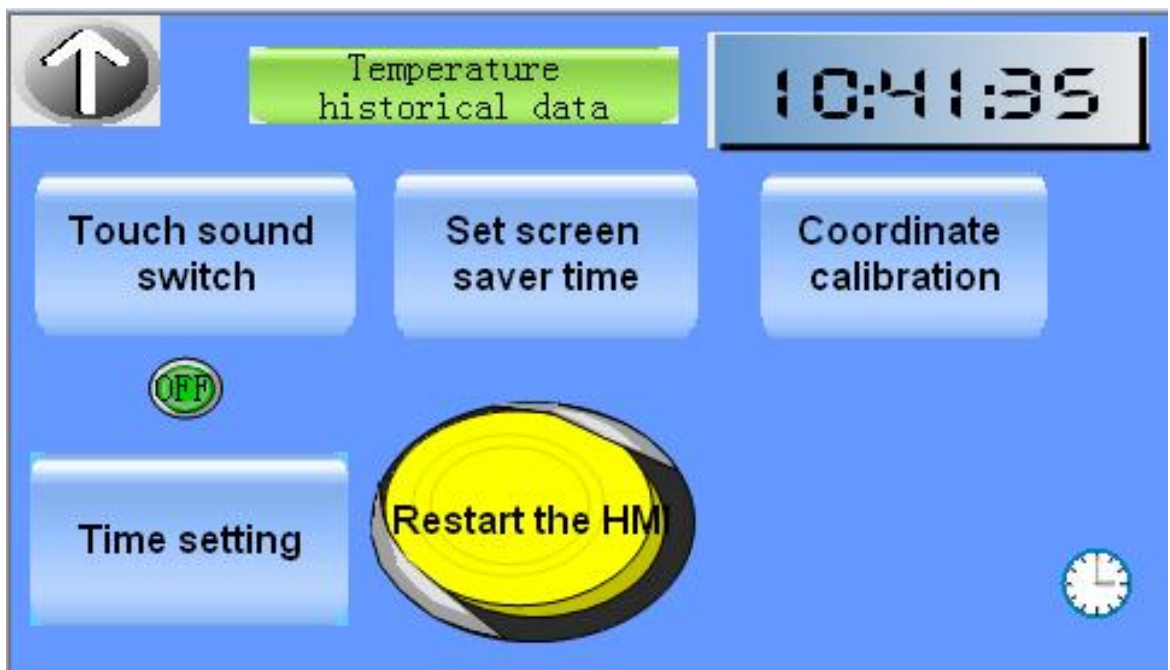 Temperature
historical data
10:41:35
Touch sound
switch
Set screen
saver time
Coordinate
calibration
OFF
Time setting
Restart the HMI